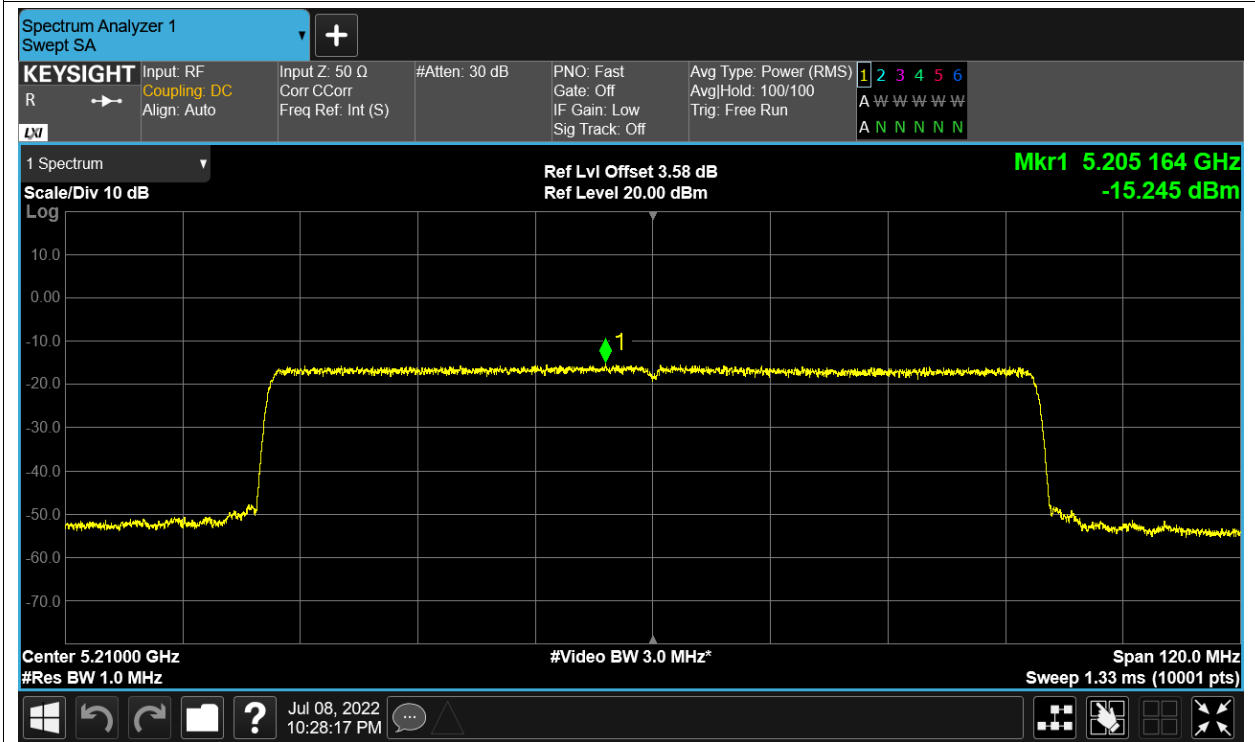 Spectrum Analyzer 1
Swept SA
+
KEYSIGHT
R
LXI
Input: RF
Coupling: DC
Align: Auto
Input Z: 50 Ω
Corr CCorr
Freq Ref: Int (S)
#Atten: 30 dB
PNO: Fast
Gate: Off
IF Gain: Low
Sig Track: Off
Avg Type: Power (RMS)
Avg|Hold: 100/100
Trig: Free Run
1 2 3 4 5 6
A W W W W W
A N N N N N
1 Spectrum
Scale/Div 10 dB
Log
Ref Lvl Offset 3.58 dB
Ref Level 20.00 dBm
Mkr1 5.205 164 GHz
-15.245 dBm
10.0
0.00
-10.0
-20.0
-30.0
-40.0
-50.0
-60.0
-70.0
1
Center 5.21000 GHz
#Res BW 1.0 MHz
#Video BW 3.0 MHz*
Span 120.0 MHz
Sweep 1.33 ms (10001 pts)
?
Jul 08, 2022
10:28:17 PM